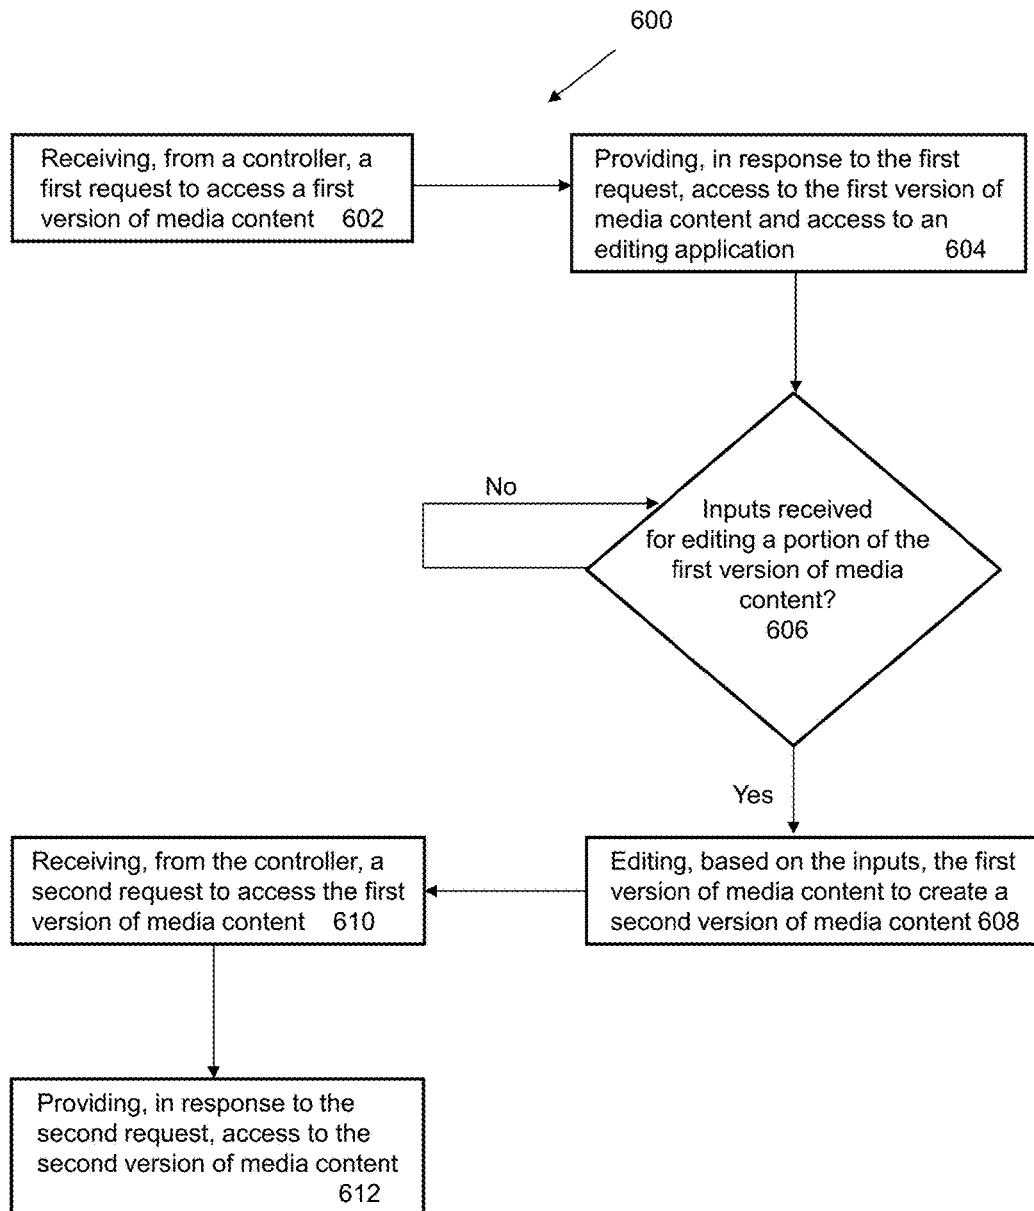 600
Receiving, from a controller, a
first request to access a first
version of media content 602
Providing, in response to the first
request, access to the first version of
media content and access to an
editing application 604
No
Inputs received
for editing a portion of the
first version of media
content?
606
Yes
Editing, based on the inputs, the first
version of media content to create a
second version of media content 608
Receiving, from the controller, a
second request to access the first
version of media content 610
Providing, in response to the
second request, access to the
second version of media content
612